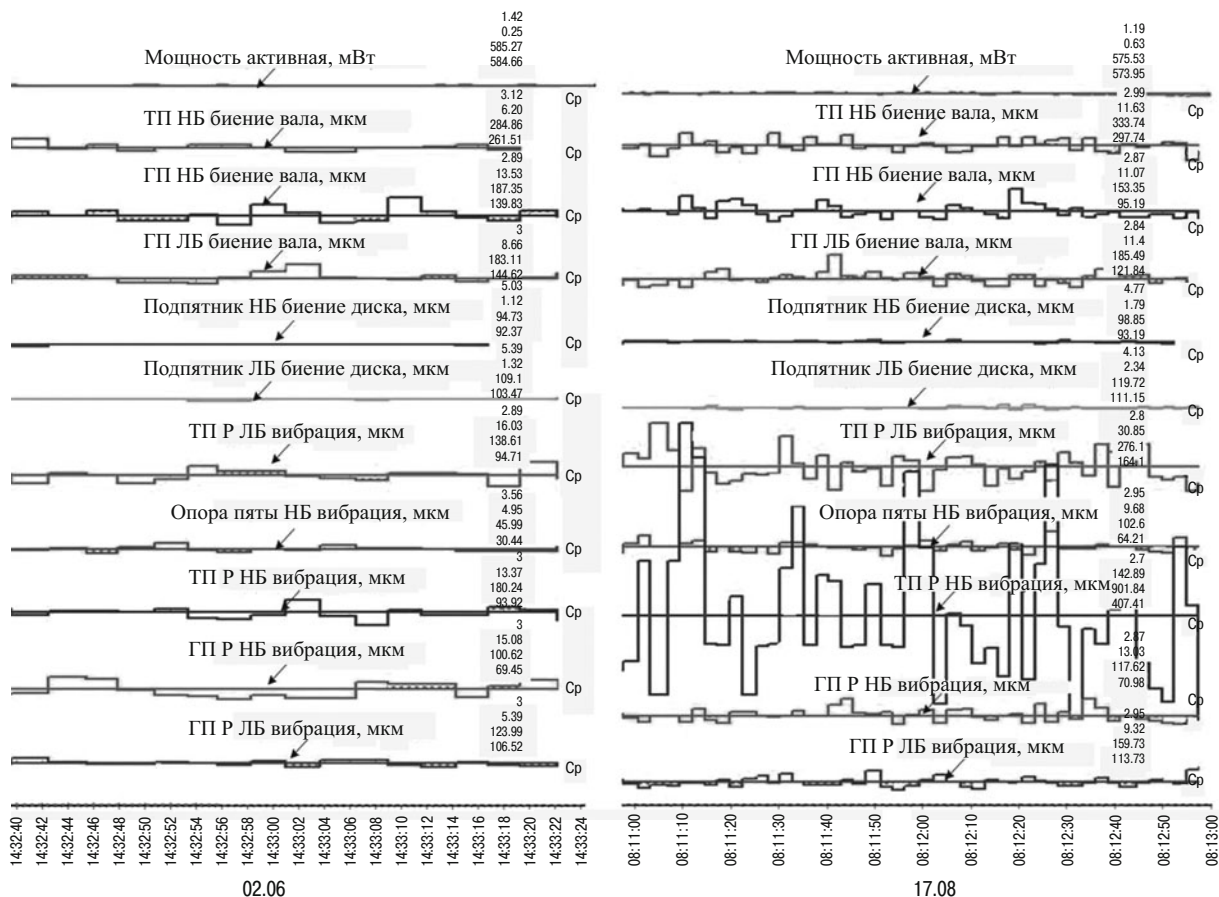 1.42
0.25
585.27
584.66
Мощность активная, мВт
Ср
3.12
6.20
284.86
261.51
ТП НБ биение вала, мкм
Ср
2.89
13.53
187.35
139.83
ГП НБ биение вала, мкм
Ср
3
8.66
183.11
144.62
ГП ЛБ биение вала, мкм
Ср
5.03
1.12
94.73
92.37
Подпятник НБ биение диска, мкм
Ср
5.39
1.32
109.1
103.47
Подпятник ЛБ биение диска, мкм
Ср
2.89
16.03
138.61
94.71
ТП Р ЛБ вибрация, мкм
Ср
3.56
4.95
45.99
30.44
Опора пяты НБ вибрация, мкм
Ср
3
13.37
180.24
93.92
ТП Р НБ вибрация, мкм
Ср
3
15.08
100.62
69.45
ГП Р НБ вибрация, мкм
Ср
3
5.39
123.99
106.52
ГП Р ЛБ вибрация, мкм
Ср
14:32:40
14:32:42
14:32:44
14:32:46
14:32:50
14:32:52
14:32:54
14:32:56
14:32:58
14:33:00
14:33:02
14:33:04
14:33:06
14:33:08
14:33:10
14:33:12
14:33:14
14:33:16
14:33:18
14:33:20
14:33:22
14:33:24
02.06
1.19
0.63
575.53
573.95
Мощность активная, мВт
Ср
2.99
11.63
333.74
297.74
ТП НБ биение вала, мкм
Ср
2.87
11.07
153.35
95.19
ГП НБ биение вала, мкм
Ср
2.84
11.4
185.49
121.84
ГП ЛБ биение вала, мкм
Ср
4.77
1.79
98.85
93.19
Подпятник НБ биение диска, мкм
Ср
4.13
2.34
119.72
111.15
Подпятник ЛБ биение диска, мкм
Ср
2.8
30.85
276.1
164.1
ТП Р ЛБ вибрация, мкм
Ср
2.95
9.68
102.6
64.21
Опора пяты НБ вибрация, мкм
Ср
2.7
142.89
901.84
407.41
ТП Р НБ вибрация, мкм
Ср
2.87
13.03
117.62
70.98
ГП Р НБ вибрация, мкм
Ср
2.95
9.32
159.73
113.73
ГП Р ЛБ вибрация, мкм
Ср
08:11:00
08:11:10
08:11:20
08:11:40
08:11:50
08:12:00
08:12:10
08:12:20
08:12:30
08:12:40
08:12:50
08:13:00
17.08